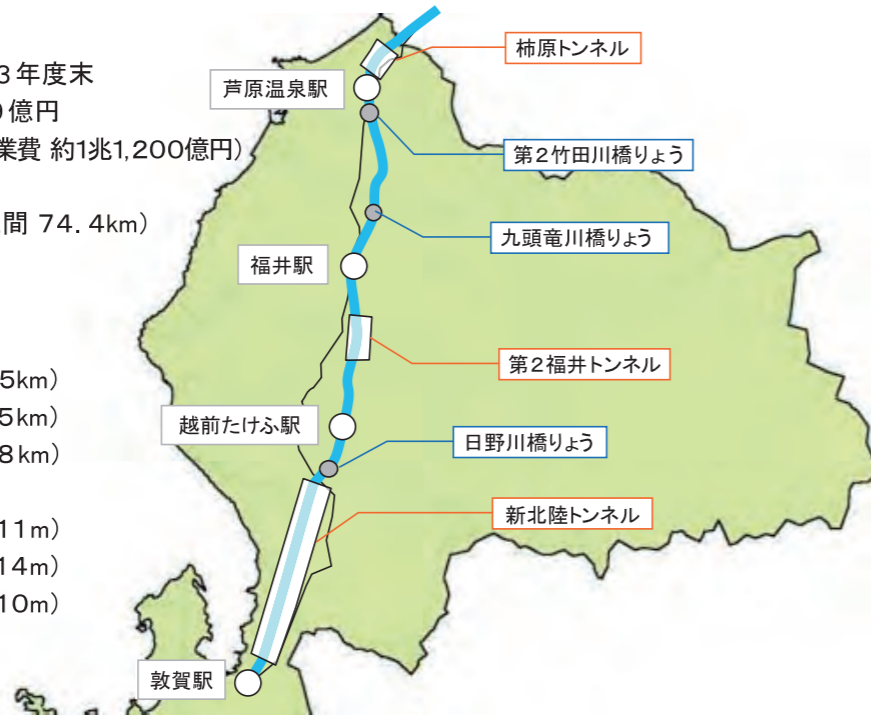 3年度末
億円
業費 約1兆1,200億円）
間 74.4km）
5km）
5km）
8km）
11m）
14m）
10m）
柿原トンネル
芦原温泉駅
第2竹田川橋りょう
九頭竜川橋りょう
福井駅
第2福井トンネル
越前たけふ駅
日野川橋りょう
新北陸トンネル
敦賀駅